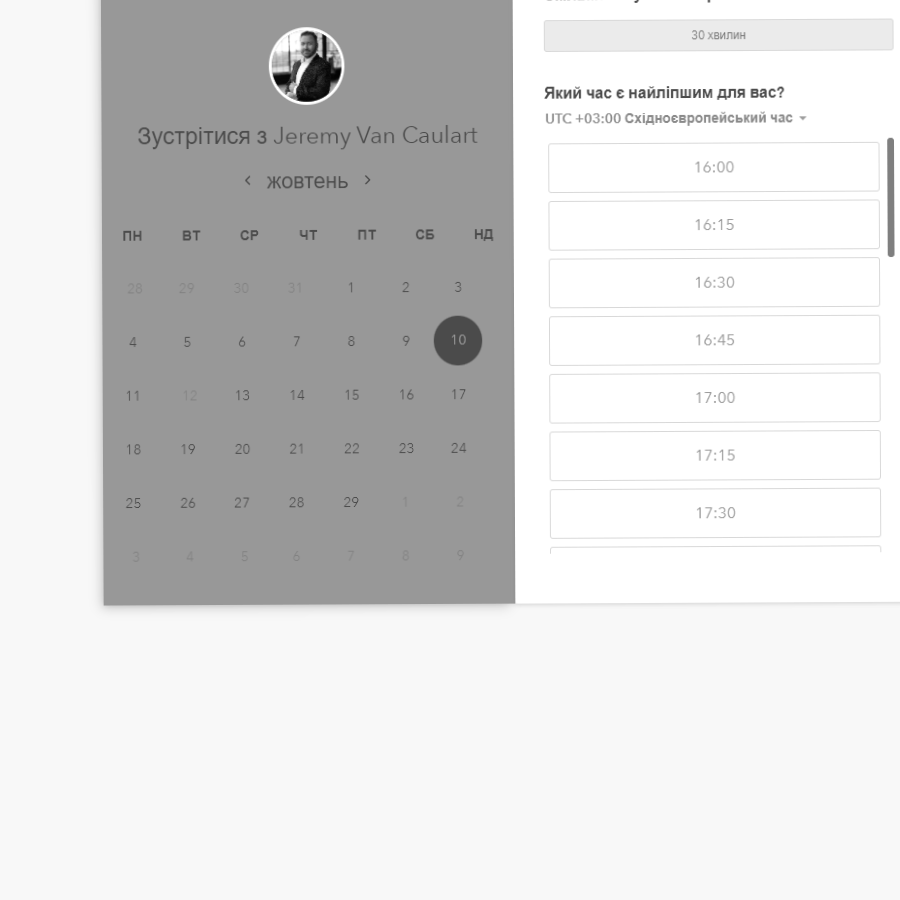 Зустрітися з Jeremy Van Caulart
жовтень
ПН ВТ СР ЧТ ПТ СБ НД
28 29 30 31 1 2 3
4 5 6 7 8 9 10
11 12 13 14 15 16 17
18 19 20 21 22 23 24
25 26 27 28 29 1 2
3 4 5 6 7 8 9
30 хвилин
Який час є найліпшим для вас?
UTC +03:00 Східноєвропейський час
16:00
16:15
16:30
16:45
17:00
17:15
17:30